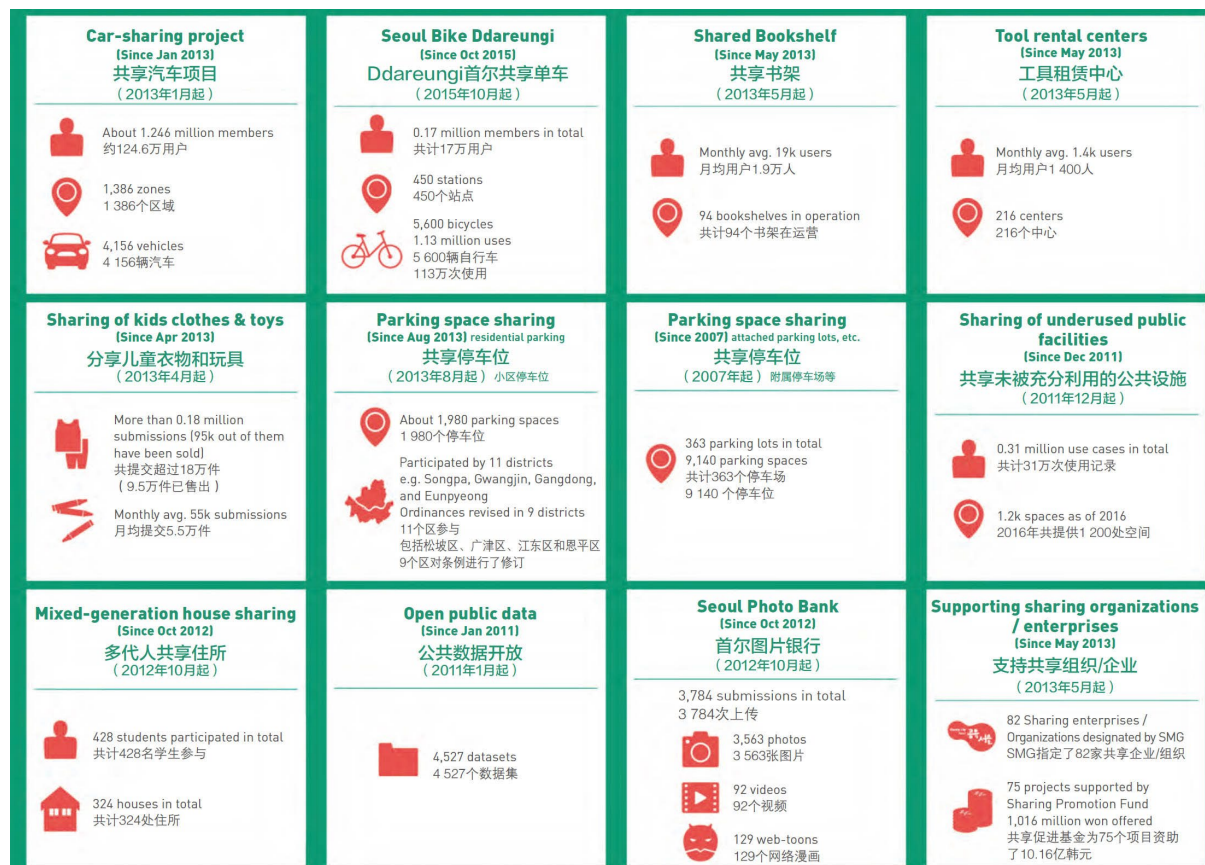 Car-sharing project
(Since Jan 2013)
共享汽车项目
(2013年1月起)
About 1.246 million members
约124.6万用户
1,386 zones
1 386个区域
4,156 vehicles
4 156辆汽车
Seoul Bike Ddareungi
(Since Oct 2015)
Ddareungi首尔共享单车
(2015年10月起)
0.17 million members in total
共计17万用户
450 stations
450个站点
5,600 bicycles
1.13 million uses
5 600辆自行车
113万次使用
Shared Bookshelf
(Since May 2013)
共享书架
(2013年5月起)
Monthly avg. 19k users
月均用户1.9万人
94 bookshelves in operation
共计94个书架在运营
Tool rental centers
(Since May 2013)
工具租赁中心
(2013年5月起)
Monthly avg. 1.4k users
月均用户1 400人
216 centers
216个中心
Sharing of kids clothes & toys
(Since Apr 2013)
分享儿童衣物和玩具
(2013年4月起)
More than 0.18 million
submissions (95k out of them
have been sold)
共提交超过18万件
(9.5万件已售出)
Monthly avg. 55k submissions
月均提交5.5万件
Parking space sharing
(Since Aug 2013) residential parking
共享停车位
(2013年8月起) 小区停车位
About 1,980 parking spaces
1 980个停车位
Participated by 11 districts
e.g. Songpa, Gwangjin, Gangdong,
and Eunpyeong
Ordinances revised in 9 districts
11个区参与
包括松坡区、广津区、江东区和恩平区
9个区对条例进行了修订
Parking space sharing
(Since 2007) attached parking lots, etc.
共享停车位
(2007年起) 附属停车场等
363 parking lots in total
9,140 parking spaces
共计363个停车场
9 140 个停车位
Sharing of underused public
facilities
(Since Dec 2011)
共享未被充分利用的公共设施
(2011年12月起)
0.31 million use cases in total
共计31万次使用记录
1.2k spaces as of 2016
2016年共提供1 200处空间
Mixed-generation house sharing
(Since Oct 2012)
多代人共享住所
(2012年10月起)
428 students participated in total
共计428名学生参与
324 houses in total
共计324处住所
Open public data
(Since Jan 2011)
公共数据开放
(2011年1月起)
4,527 datasets
4 527个数据集
Seoul Photo Bank
(Since Oct 2012)
首尔图片银行
(2012年10月起)
3,784 submissions in total
3 784次上传
3,563 photos
3 563张图片
92 videos
92个视频
129 web-toons
129个网络漫画
Supporting sharing organizations
/ enterprises
(Since May 2013)
支持共享组织/企业
(2013年5月起)
82 Sharing enterprises /
Organizations designated by SMG
SMG指定了82家共享企业/组织
75 projects supported by
Sharing Promotion Fund
1,016 million won offered
共享促进基金为75个项目资助
了10.16亿韩元